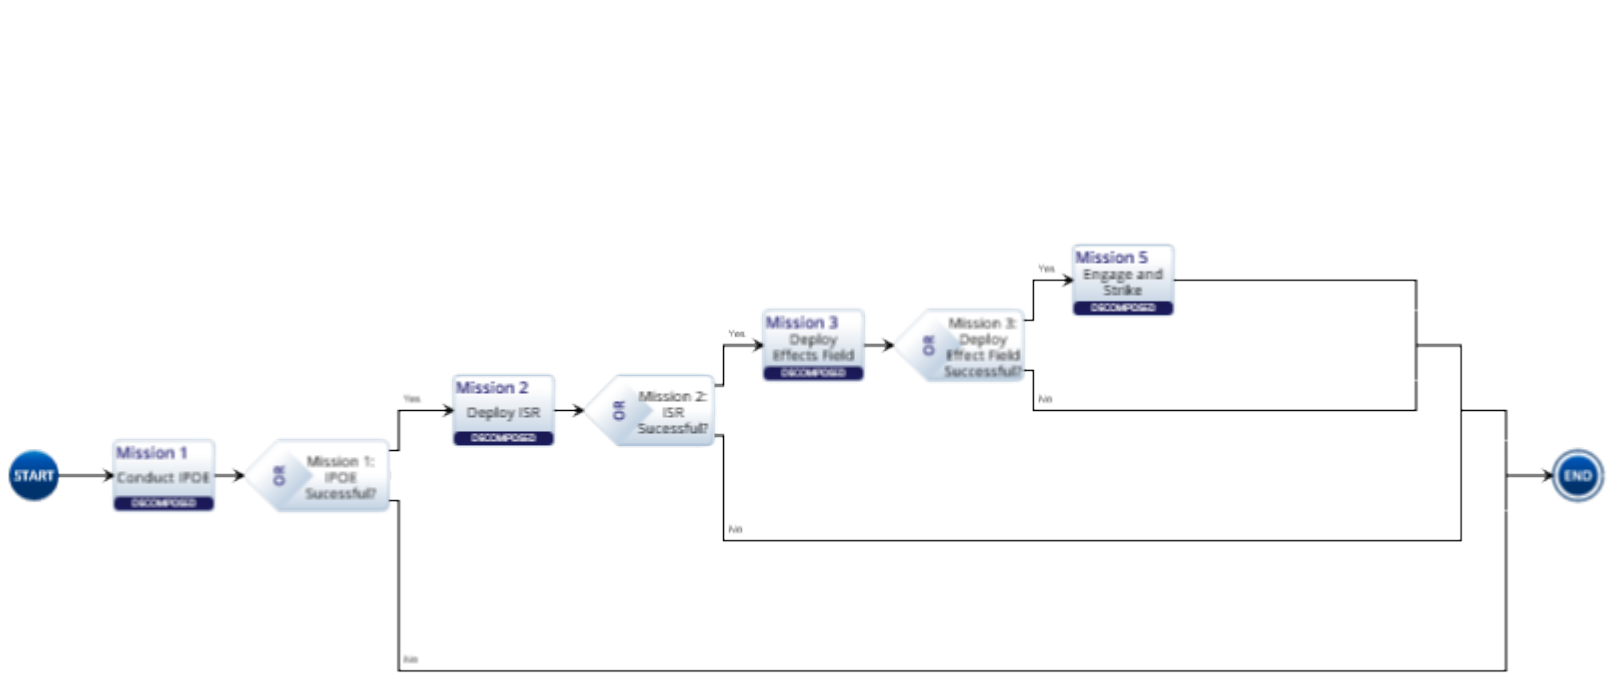 START
Mission 1
Conduct IPOE
DECOMPOSED
OR
Mission 1:
IPOE
Sucessful?
Yes
No
Mission 2
Deploy ISR
DECOMPOSED
OR
Mission 2:
ISR
Sucessful?
Yes
No
Mission 3
Deploy
Effects Field
DECOMPOSED
OR
Mission 3:
Deploy
Effect Field
Successful?
Yes
No
Mission 5
Engage and
Strike
DECOMPOSED
END